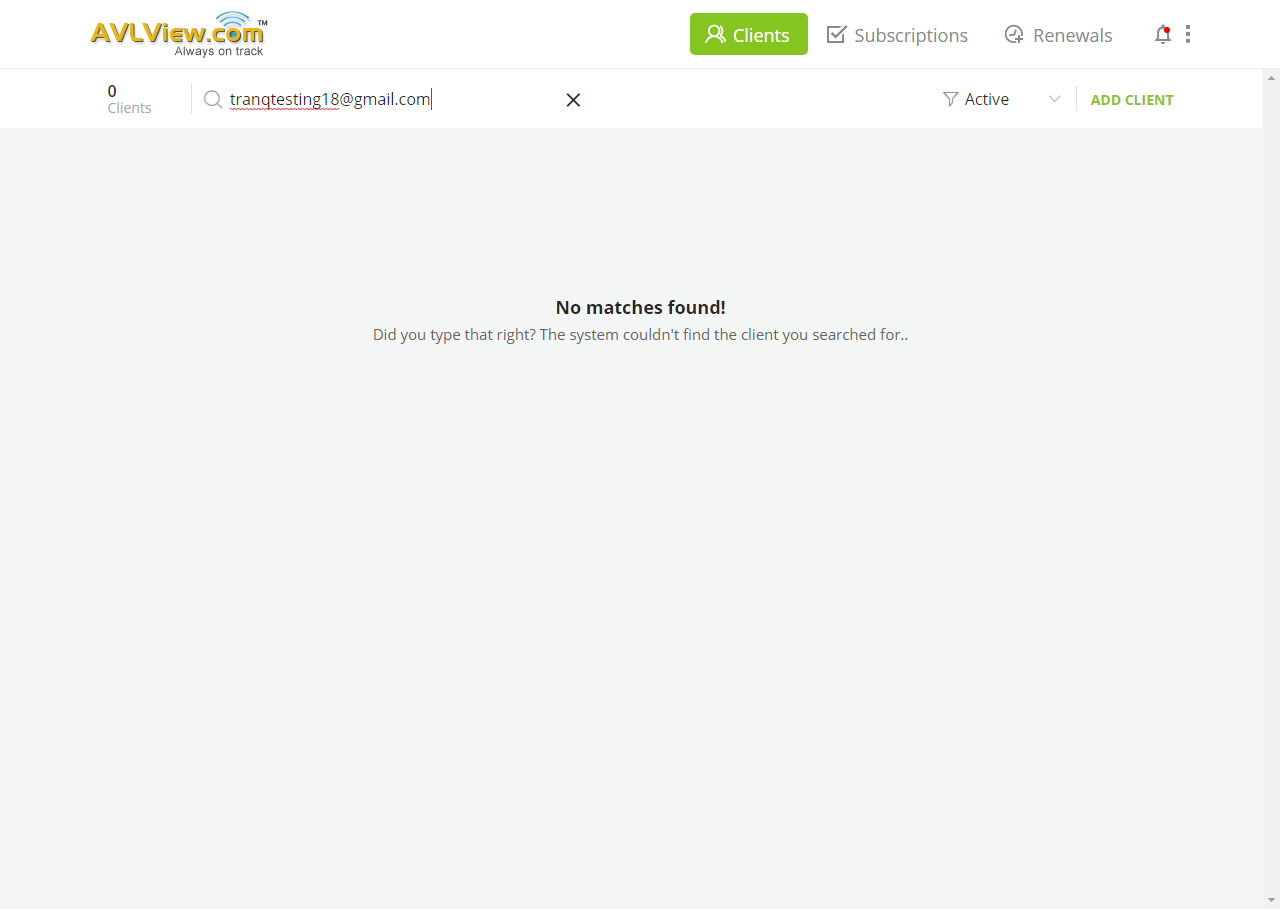 AVLView.com™
Always on track
Clients
Subscriptions
Renewals
0
Clients
tranqtesting18@gmail.com
Active
ADD CLIENT
No matches found!
Did you type that right? The system couldn't find the client you searched for..